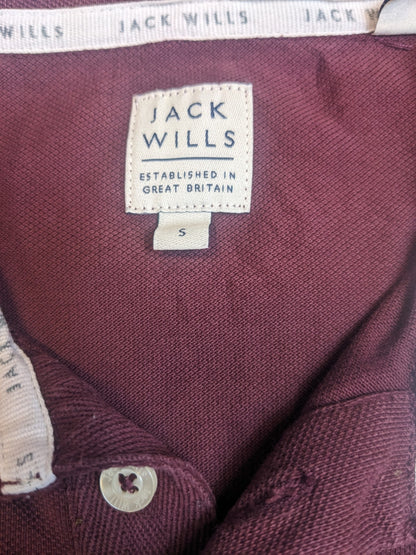 WILLS JACK WILLS JACK W
JACK
WILLS
ESTABLISHED IN
GREAT BRITAIN
S